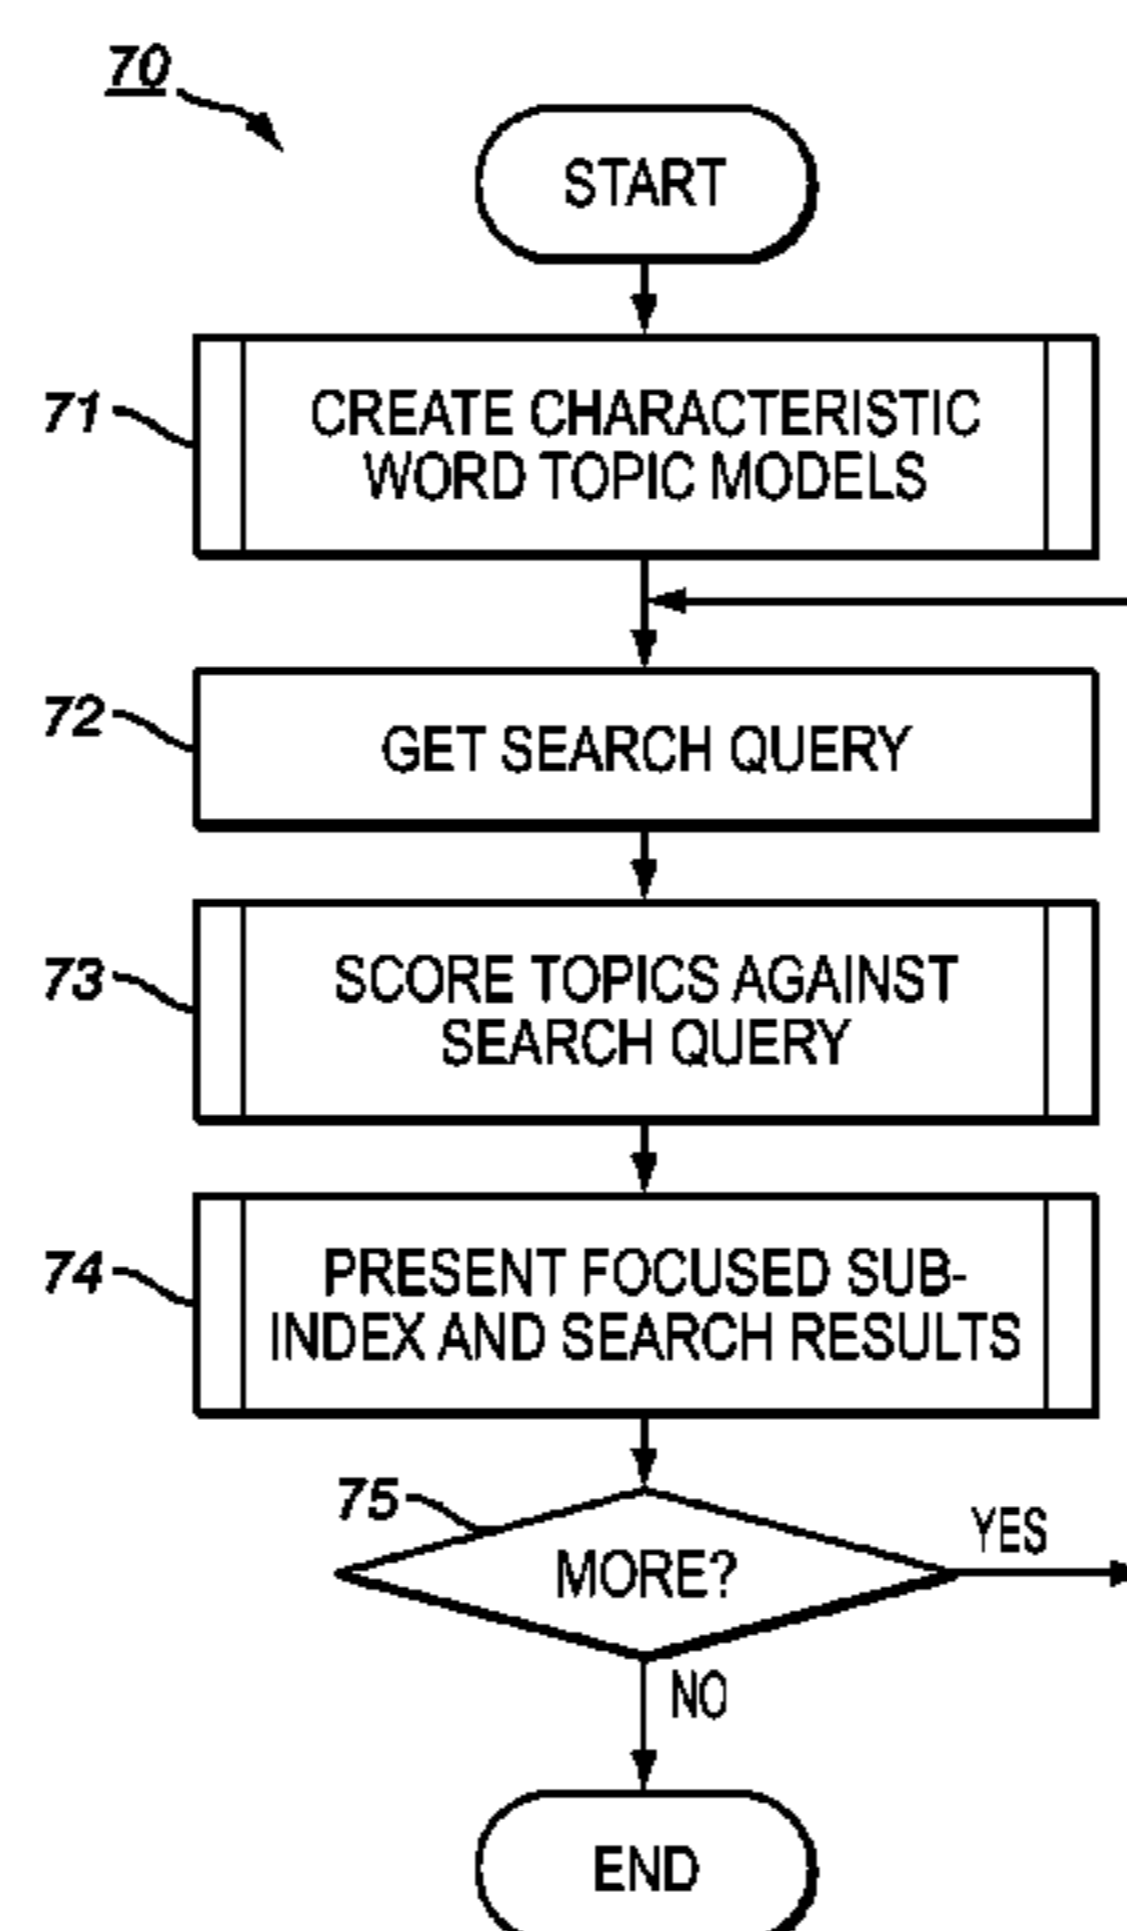 70
START
71
CREATE CHARACTERISTIC
WORD TOPIC MODELS
72
GET SEARCH QUERY
73
SCORE TOPICS AGAINST
SEARCH QUERY
74
PRESENT FOCUSED SUB-
INDEX AND SEARCH RESULTS
75
MORE?
YES
NO
END